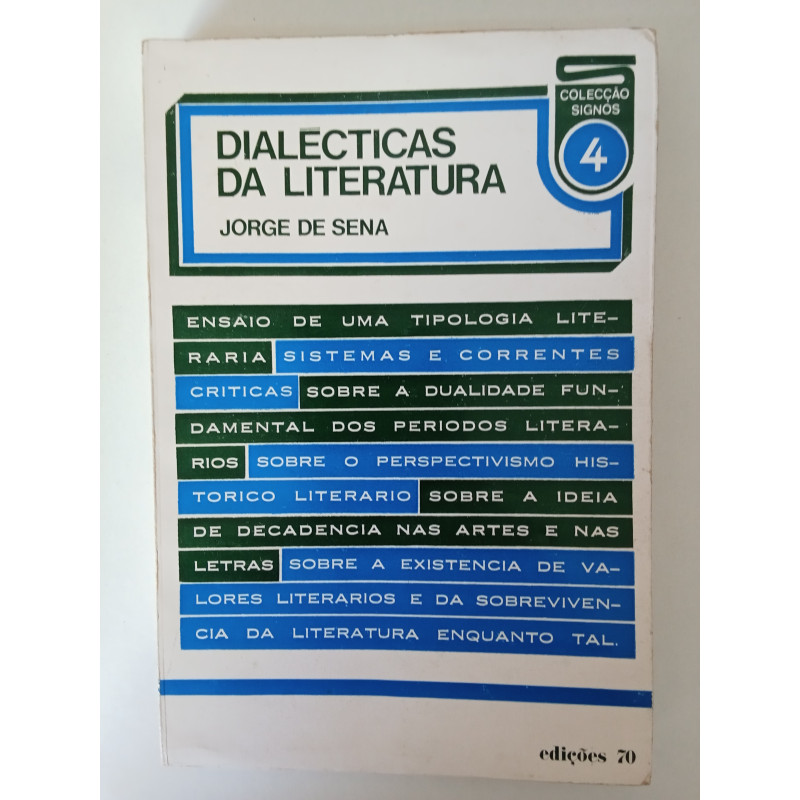 COLECÇÃO
SIGNOS
4
DIALÉCTICAS
DA LITERATURA
JORGE DE SENA
ENSAIO DE UMA TIPOLOGIA LITE-
RARIA SISTEMAS E CORRENTES
CRITICAS SOBRE A DUALIDADE FUN-
DAMENTAL DOS PERIODOS LITERA-
RIOS SOBRE O PERSPECTIVISMO HIS-
TORICO LITERARIO SOBRE A IDEIA
DE DECADENCIA NAS ARTES E NAS
LETRAS SOBRE A EXISTENCIA DE VA-
LORES LITERARIOS E DA SOBREVIVEN-
CIA DA LITERATURA ENQUANTO TAL.
edições 70